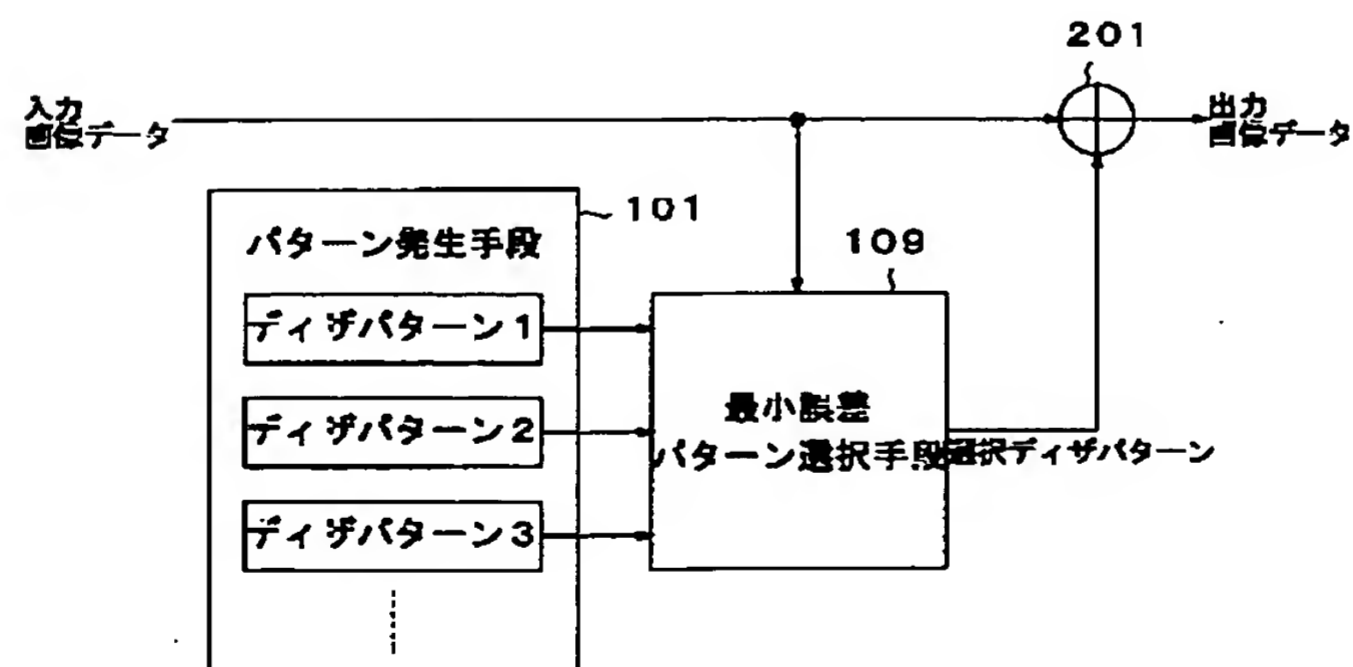 201
入力
画像データ
出力
画像データ
101
パターン発生手段
109
ディザパターン1
ディザパターン2
最小誤差
パターン選択手段
選択ディザパターン
ディザパターン3